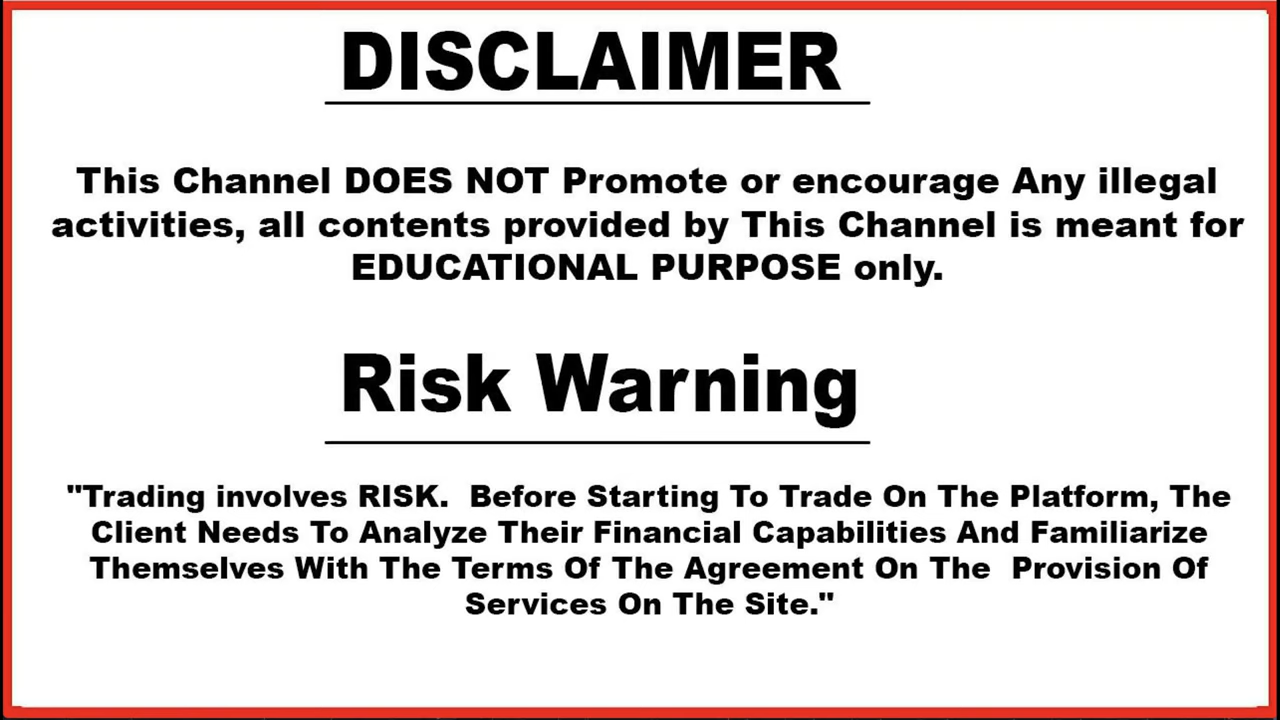 DISCLAIMER
This Channel DOES NOT Promote or encourage Any illegal
activities, all contents provided by This Channel is meant for
EDUCATIONAL PURPOSE only.
Risk Warning
"Trading involves RISK.  Before Starting To Trade On The Platform, The
Client Needs To Analyze Their Financial Capabilities And Familiarize
Themselves With The Terms Of The Agreement On The  Provision Of
Services On The Site."